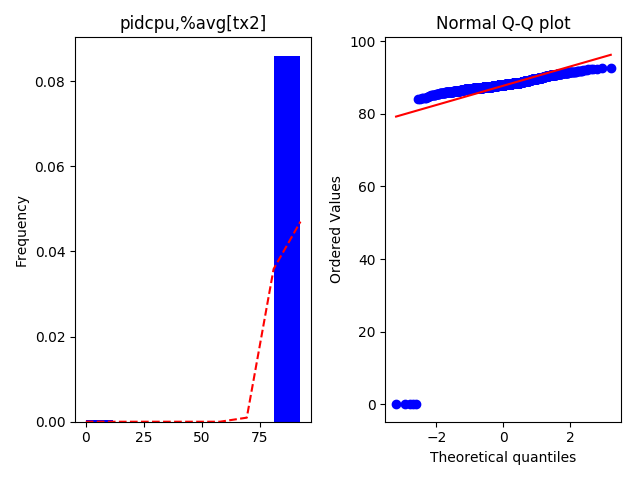 pidcpu,%avg[tx2]
Frequency
0.08
0.06
0.04
0.02
0.00
0 25 50 75
Normal Q-Q plot
Ordered Values
100
80
60
40
20
0
−2 0 2
Theoretical quantiles